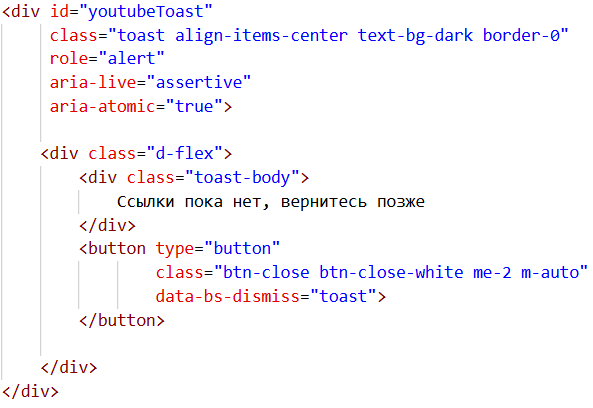 <div id="youtubeToast"
class="toast align-items-center text-bg-dark border-0"
role="alert"
aria-live="assertive"
aria-atomic="true">
<div class="d-flex">
<div class="toast-body">
Ссылки пока нет, вернитесь позже
</div>
<button type="button"
class="btn-close btn-close-white me-2 m-auto"
data-bs-dismiss="toast">
</button>
</div>
</div>